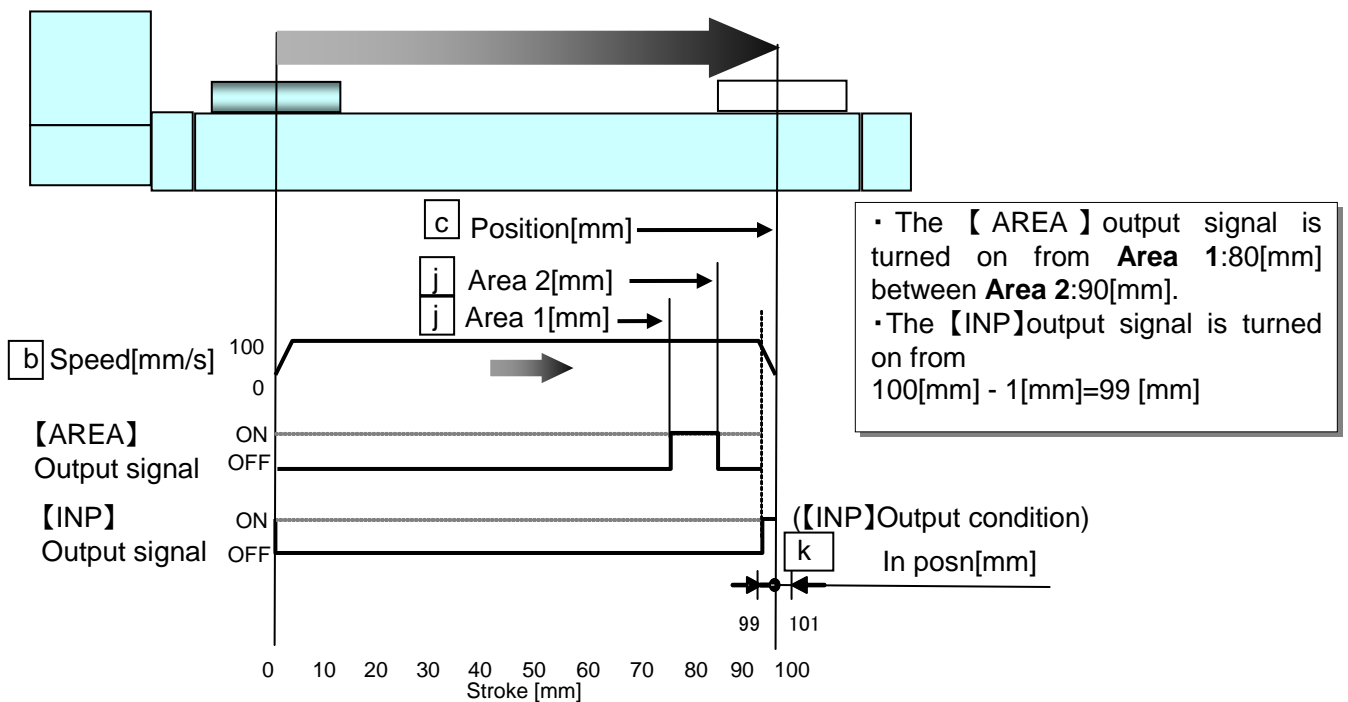 c Position[mm]
j Area 2[mm]
j Area 1[mm]
・The 【 AREA 】 output signal is
turned on from Area 1:80[mm]
between Area 2:90[mm].
・The 【INP】output signal is turned
on from
100[mm] - 1[mm]=99 [mm]
b Speed[mm/s]
100
0
【AREA】
Output signal
ON
OFF
【INP】
Output signal
ON
OFF
(【INP】Output condition)
k In posn[mm]
99 101
0 10 20 30 40 50 60 70 80 90 100
Stroke [mm]